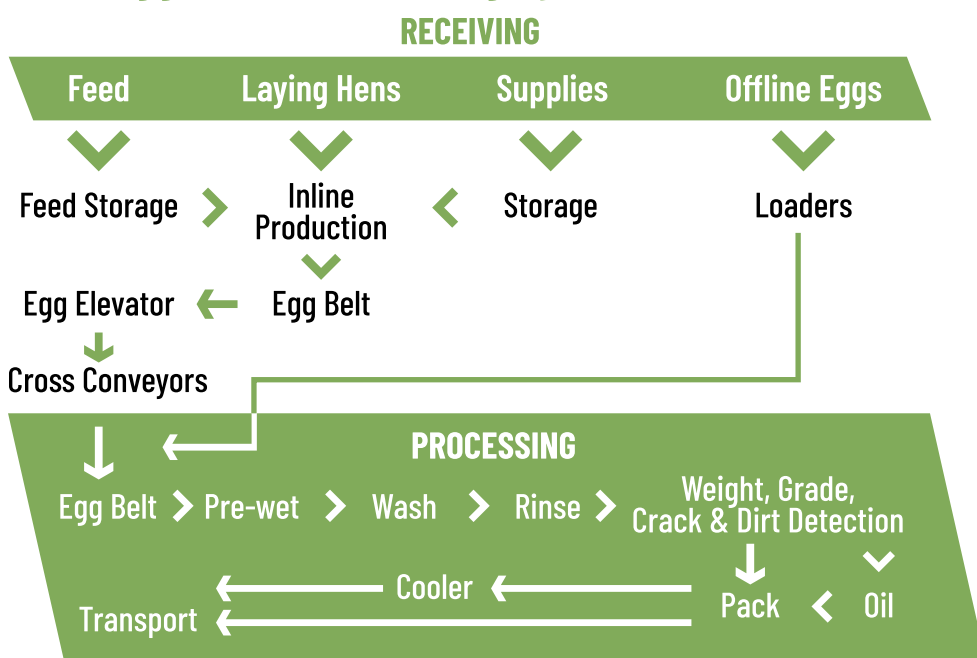 RECEIVING
Feed
Laying Hens
Supplies
Offline Eggs
Feed Storage
Inline
Production
Storage
Loaders
Egg Elevator
Egg Belt
Cross Conveyors
PROCESSING
Egg Belt
Pre-wet
Wash
Rinse
Weight, Grade,
Crack & Dirt Detection
Cooler
Pack
Oil
Transport